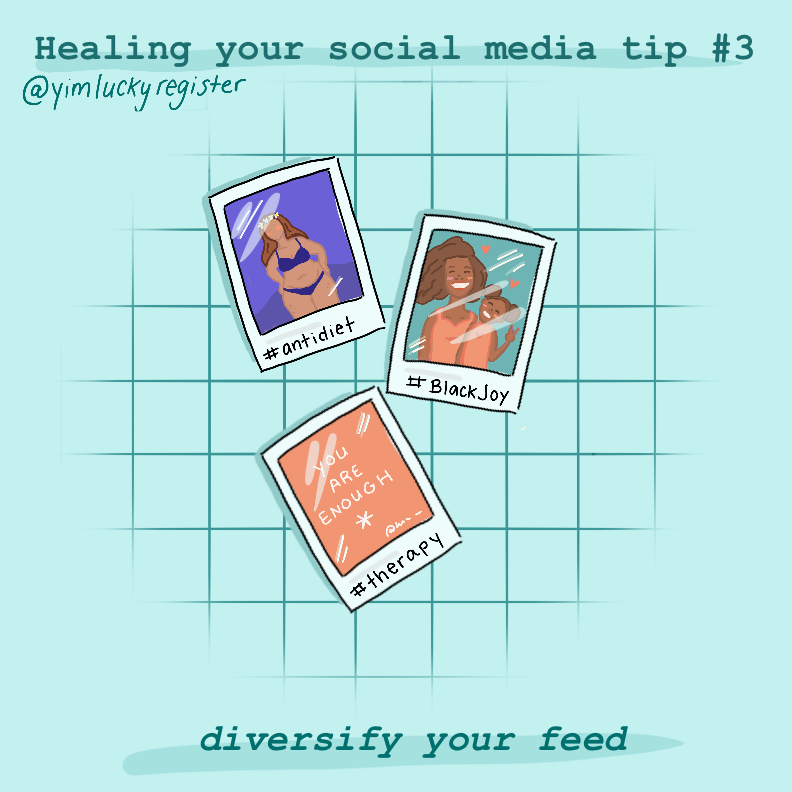 Healing your social media tip #3
@yimluckyregister
#antidiet
#BlackJoy
YOU
ARE
ENOUGH
#therapy
diversify your feed